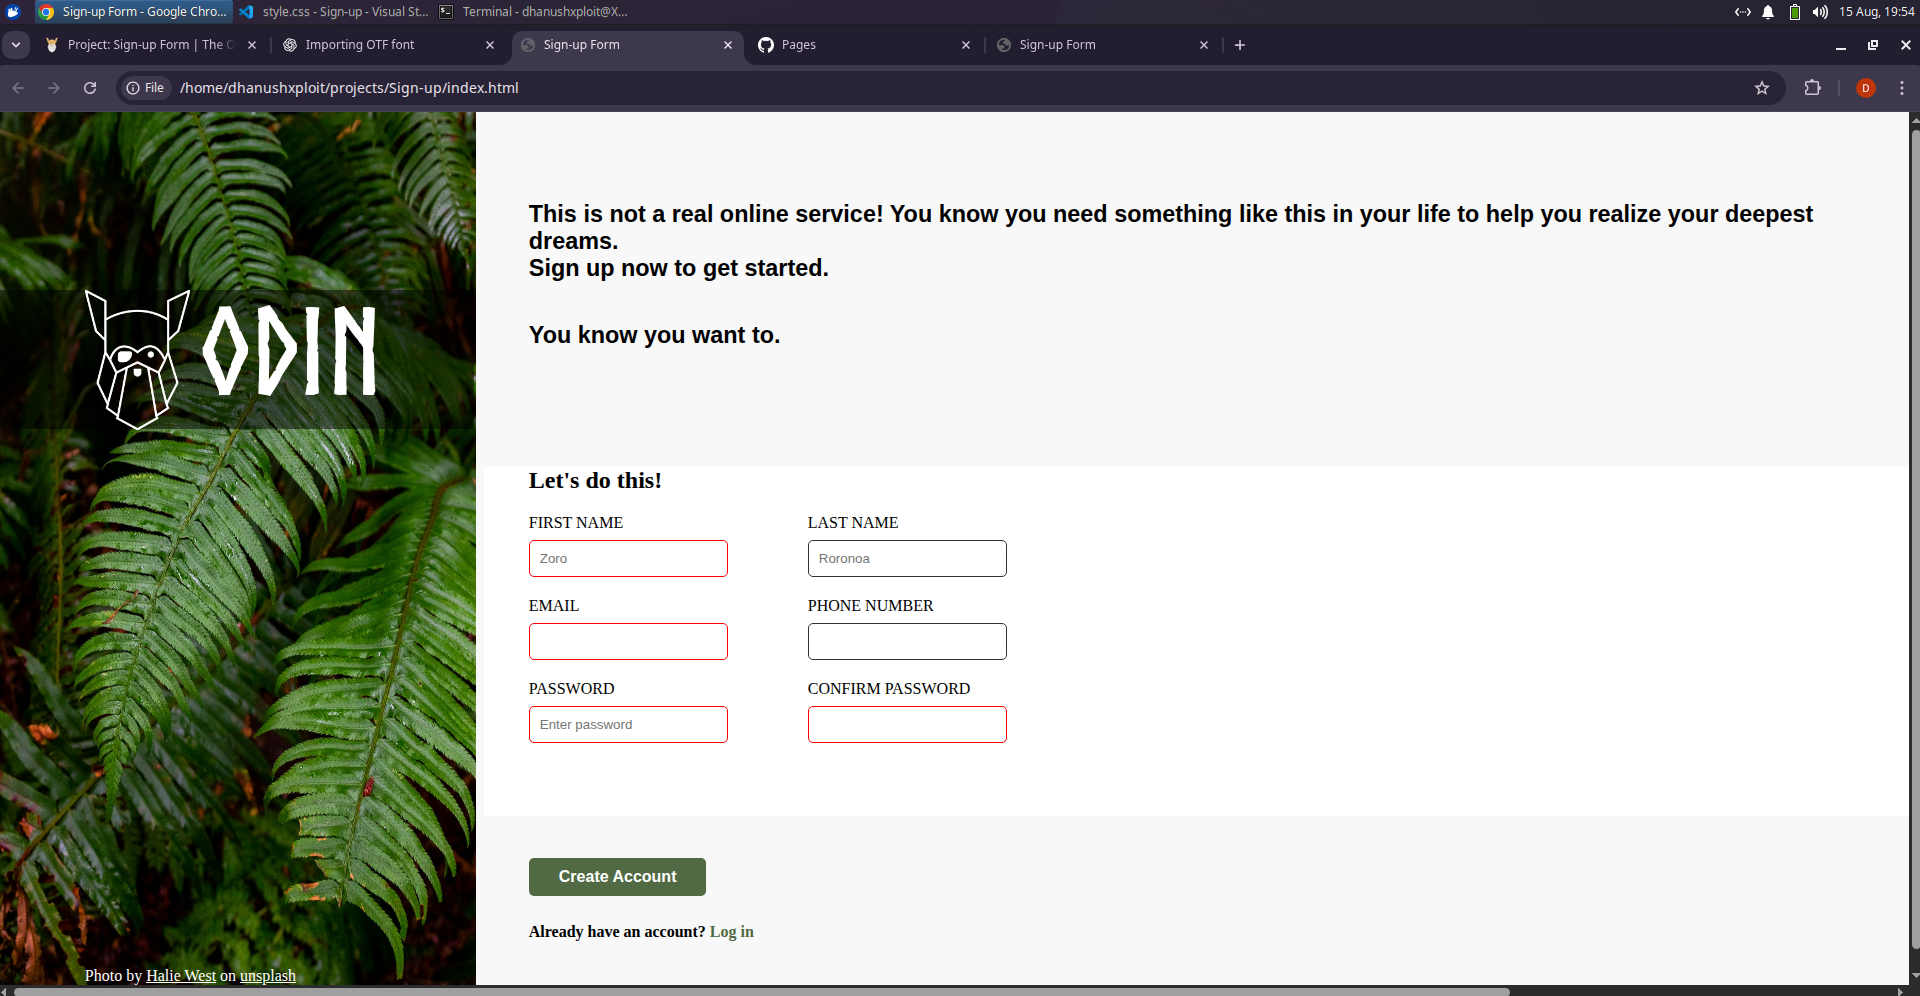 Sign-up Form - Google Chro...
style.css - Sign-up - Visual St...
Terminal - dhanushxploit@X...
15 Aug, 19:54
Project: Sign-up Form | The O
Importing OTF font
Sign-up Form
Pages
Sign-up Form
File
/home/dhanushxploit/projects/Sign-up/index.html
D
ODIN
Photo by Halie West on unsplash
This is not a real online service! You know you need something like this in your life to help you realize your deepest
dreams.
Sign up now to get started.
You know you want to.
Let's do this!
FIRST NAME
LAST NAME
Zoro
Roronoa
EMAIL
PHONE NUMBER
PASSWORD
CONFIRM PASSWORD
Enter password
Create Account
Already have an account? Log in